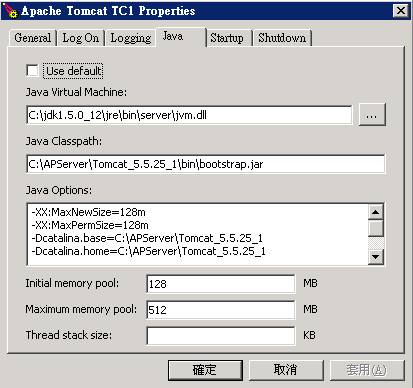 Apache Tomcat TC1 Properties
General Log On Logging Java Startup Shutdown
Use default
Java Virtual Machine:
C:\jdk1.5.0_12\jre\bin\server\jvm.dll ...
Java Classpath:
C:\APServer\Tomcat_5.5.25_1\bin\bootstrap.jar
Java Options:
-XX:MaxNewSize=128m
-XX:MaxPermSize=128m
-Dcatalina.base=C:\APServer\Tomcat_5.5.25_1
-Dcatalina.home=C:\APServer\Tomcat_5.5.25_1
Initial memory pool: 128 MB
Maximum memory pool: 512 MB
Thread stack size: KB
確定 取消 套用(A)